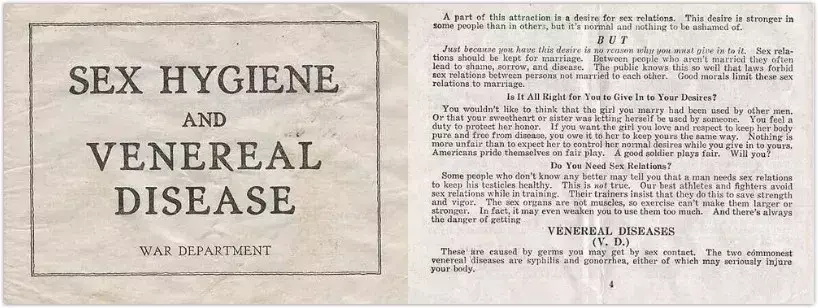 SEX HYGIENE
AND
VENEREAL
DISEASE
WAR DEPARTMENT
A part of this attraction is a desire for sex relations. This desire is stronger in
some people than in others, but it's normal and nothing to be ashamed of.
BUT
Just because you have this desire is no reason why you must give in to it. Sex rela-
tions should be kept for marriage. Between people who aren't married they often
lead to shame, sorrow, and disease. The public knows this so well that laws forbid
sex relations between persons not married to each other. Good morals limit these sex
relations to marriage.
Is It All Right for You to Give In to Your Desires?
You wouldn't like to think that the girl you marry had been used by other men.
Or that your sweetheart or sister was letting herself be used by someone. You feel a
duty to protect her honor. If you want the girl you love and respect to keep her body
pure and free from disease, you owe it to her to keep yours the same way. Nothing is
more unfair than to expect her to control her normal desires while you give in to yours.
Americans pride themselves on fair play. A good soldier plays fair. Will you?
Do You Need Sex Relations?
Some people who don't know any better may tell you that a man needs sex relations
to keep his testicles healthy. This is not true. Our best athletes and fighters avoid
sex relations while in training. Their trainers insist that they do this to save strength
and vigor. The sex organs are not muscles, so exercise can't make them larger or
stronger. In fact, it may even weaken you to use them too much. And there's always
the danger of getting
VENEREAL DISEASES
(V. D.)
These are caused by germs you may get by sex contact. The two commonest
venereal diseases are syphilis and gonorrhea, either of which may seriously injure
your body.
4